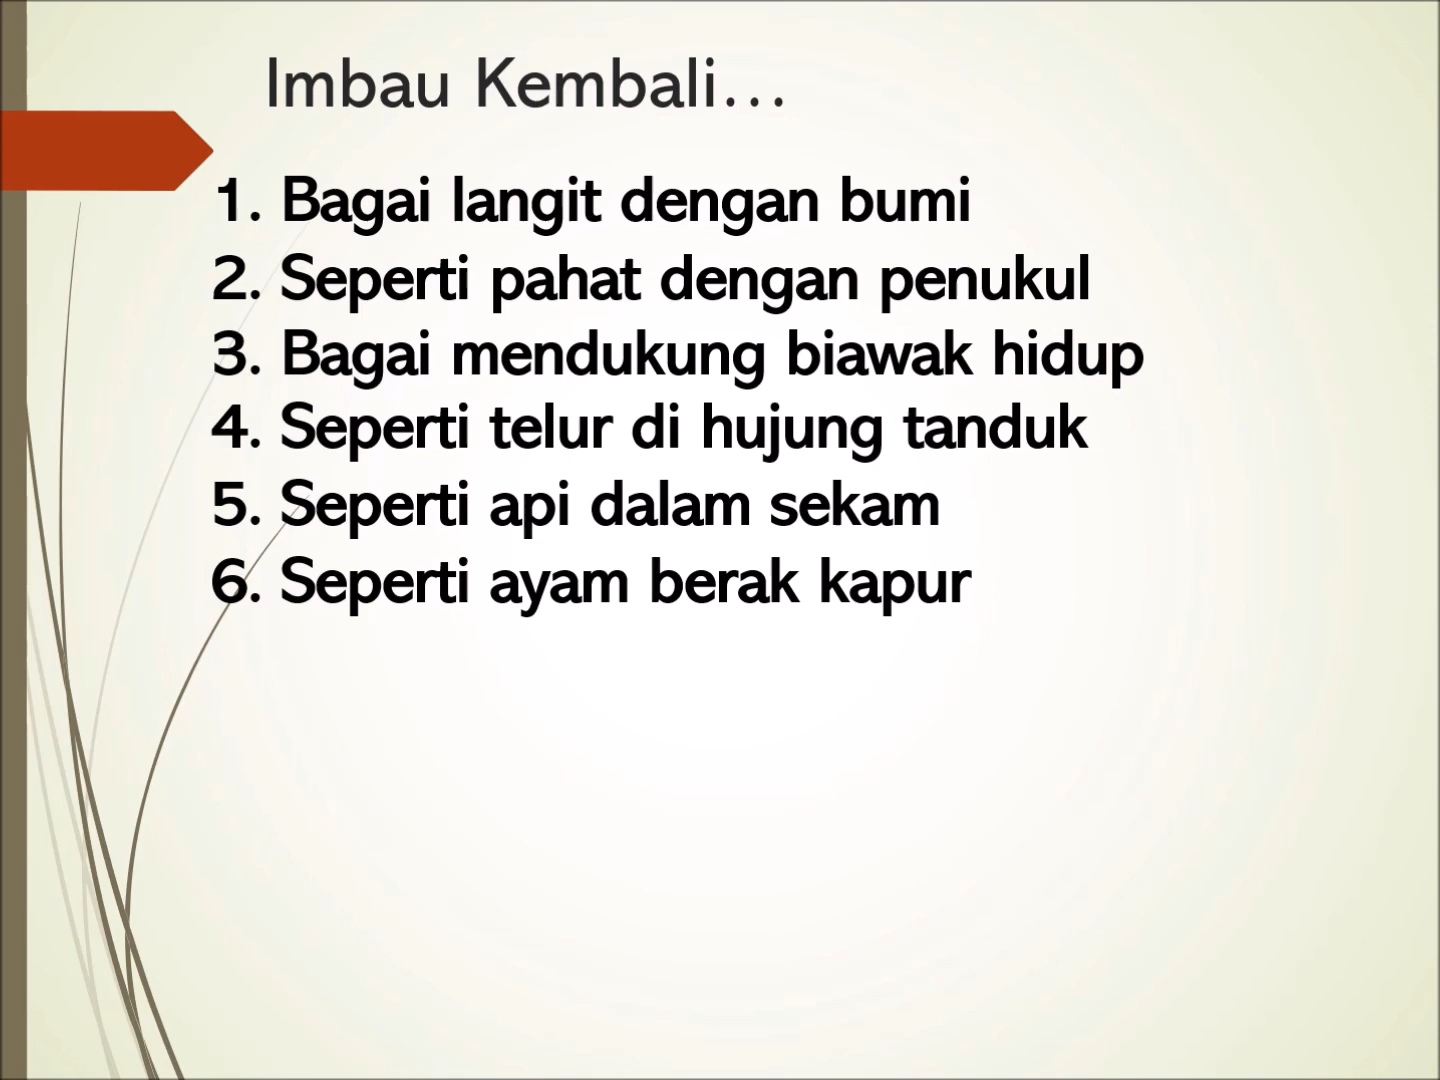 Imbau Kembali...
1. Bagai langit dengan bumi
2. Seperti pahat dengan penukul
3. Bagai mendukung biawak hidup
4. Seperti telur di hujung tanduk
5. Seperti api dalam sekam
6. Seperti ayam berak kapur